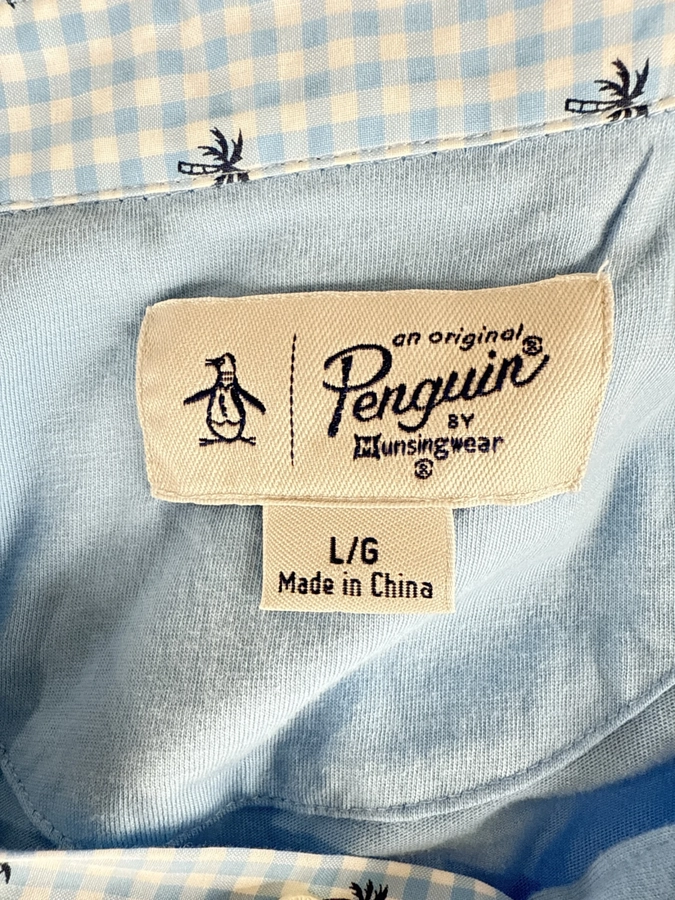 an original
Penguin®
BY
Munsingwear
®
L/G
Made in China